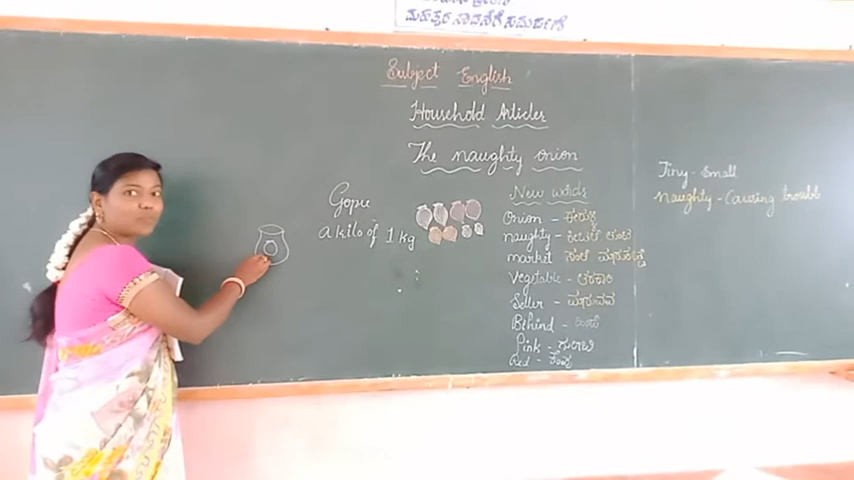 Subject English
Household Articles
The naughty onion
Gopu
a kilo of 1 kg
New words
Onion - ಈರುಳ್ಳಿ
naughty -
market -
Vegetable - ತರಕಾರಿ
Seller - ಮಾರುವವ
Behind - ಹಿಂದೆ
Pink - ಗುಲಾಬಿ
Red - ಕೆಂಪು
Tiny - Small
naughty - Causing trouble